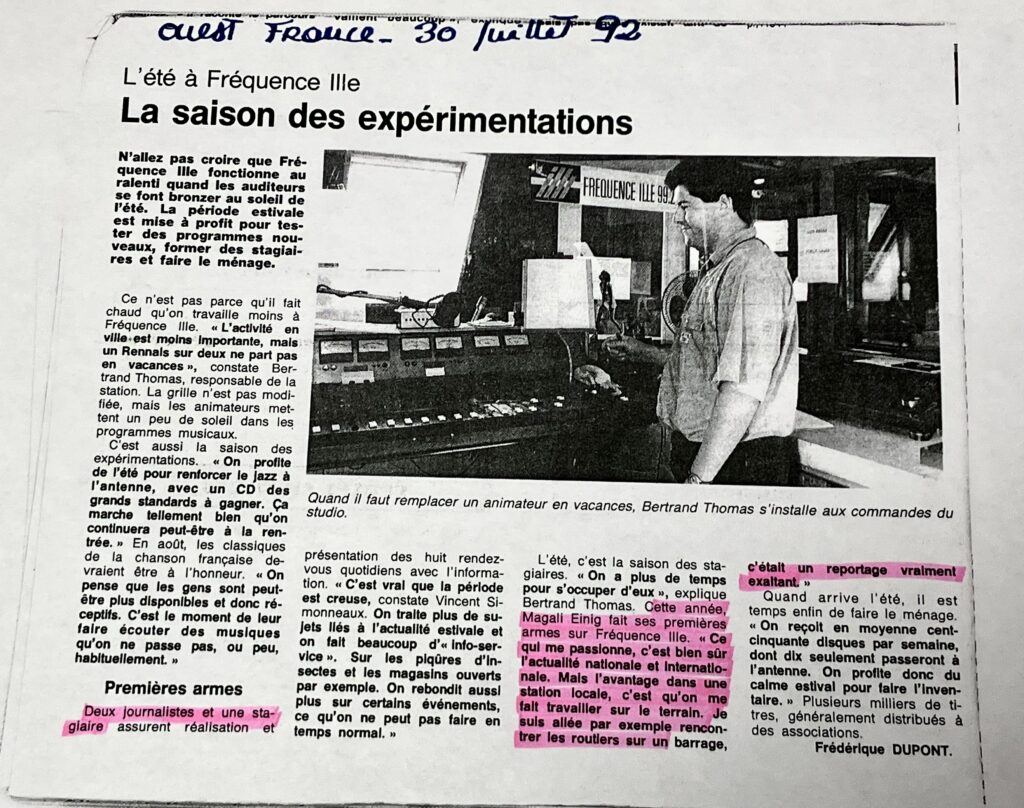 ouest France - 30 juillet 92
L'été à Fréquence Ille
La saison des expérimentations
N'allez pas croire que Fré-
quence Ille fonctionne au
ralenti quand les auditeurs
se font bronzer au soleil de
l'été. La période estivale
est mise à profit pour tes-
ter des programmes nou-
veaux, former des stagiai-
res et faire le ménage.
Ce n'est pas parce qu'il fait
chaud qu'on travaille moins à
Fréquence Ille. « L'activité en
ville est moins importante, mais
un Rennais sur deux ne part pas
en vacances », constate Ber-
trand Thomas, responsable de la
station. La grille n'est pas modi-
fiée, mais les animateurs met-
tent un peu de soleil dans les
programmes musicaux.
C'est aussi la saison des
expérimentations. « On profite
de l'été pour renforcer le jazz à
l'antenne, avec un CD des
grands standards à gagner. Ça
marche tellement bien qu'on
continuera peut-être à la ren-
trée. » En août, les classiques
de la chanson française de-
vraient être à l'honneur. « On
pense que les gens sont peut-
être plus disponibles et donc ré-
ceptifs. C'est le moment de leur
faire écouter des musiques
qu'on ne passe pas, ou peu,
habituellement. »
Premières armes
Deux journalistes et une sta-
giaire assurent réalisation et
FREQUENCE ILLE 99.2
Quand il faut remplacer un animateur en vacances, Bertrand Thomas s'installe aux commandes du
studio.
présentation des huit rendez-
vous quotidiens avec l'informa-
tion. « C'est vrai que la période
est creuse, constate Vincent Si-
monneaux. On traite plus de su-
jets liés à l'actualité estivale et
on fait beaucoup d'« info-ser-
vice ». Sur les piqûres d'in-
sectes et les magasins ouverts
par exemple. On rebondit aussi
plus sur certains événements,
ce qu'on ne peut pas faire en
temps normal. »
L'été, c'est la saison des sta-
giaires. « On a plus de temps
pour s'occuper d'eux », explique
Bertrand Thomas. Cette année,
Magali Einig fait ses premières
armes sur Fréquence Ille. « Ce
qui me passionne, c'est bien sûr
l'actualité nationale et internatio-
nale. Mais l'avantage dans une
station locale, c'est qu'on me
fait travailler sur le terrain. Je
suis allée par exemple rencon-
trer les routiers sur un barrage,
c'était un reportage vraiment
exaltant. »
Quand arrive l'été, il est
temps enfin de faire le ménage.
« On reçoit en moyenne cent-
cinquante disques par semaine,
dont dix seulement passeront à
l'antenne. On profite donc du
calme estival pour faire l'inven-
taire. » Plusieurs milliers de ti-
tres, généralement distribués à
des associations.
Frédérique DUPONT.